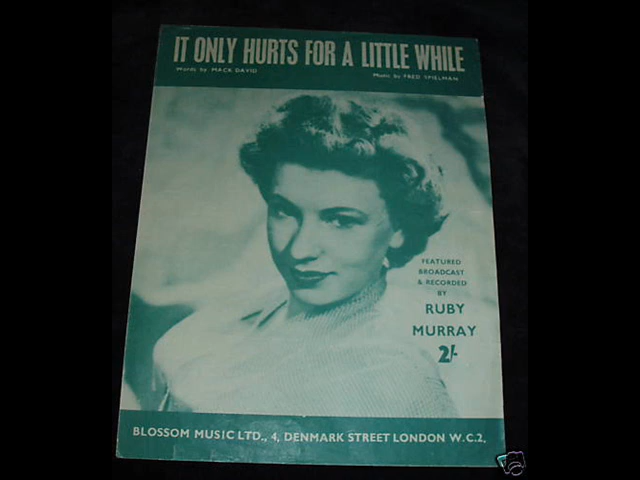 IT ONLY HURTS FOR A LITTLE WHILE
Words by MACK DAVID Music by FRED SPIELMAN
FEATURED
BROADCAST
& RECORDED
BY
RUBY
MURRAY
2/-
BLOSSOM MUSIC LTD., 4, DENMARK STREET LONDON W.C.2,